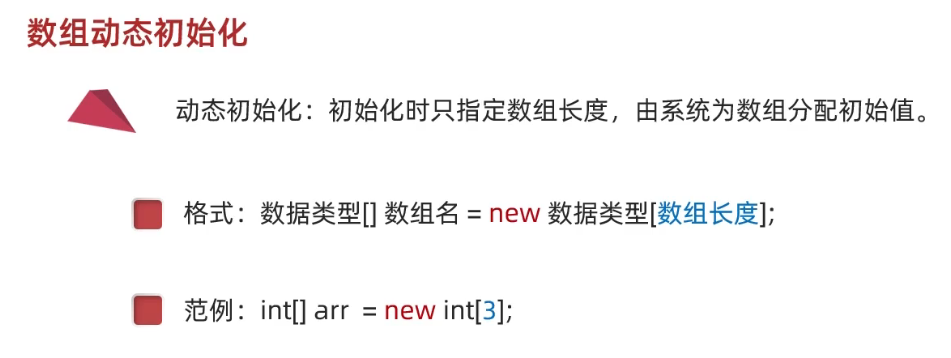 数组动态初始化
动态初始化：初始化时只指定数组长度，由系统为数组分配初始值。
格式：数据类型[] 数组名 = new 数据类型[数组长度];
范例：int[] arr = new int[3];